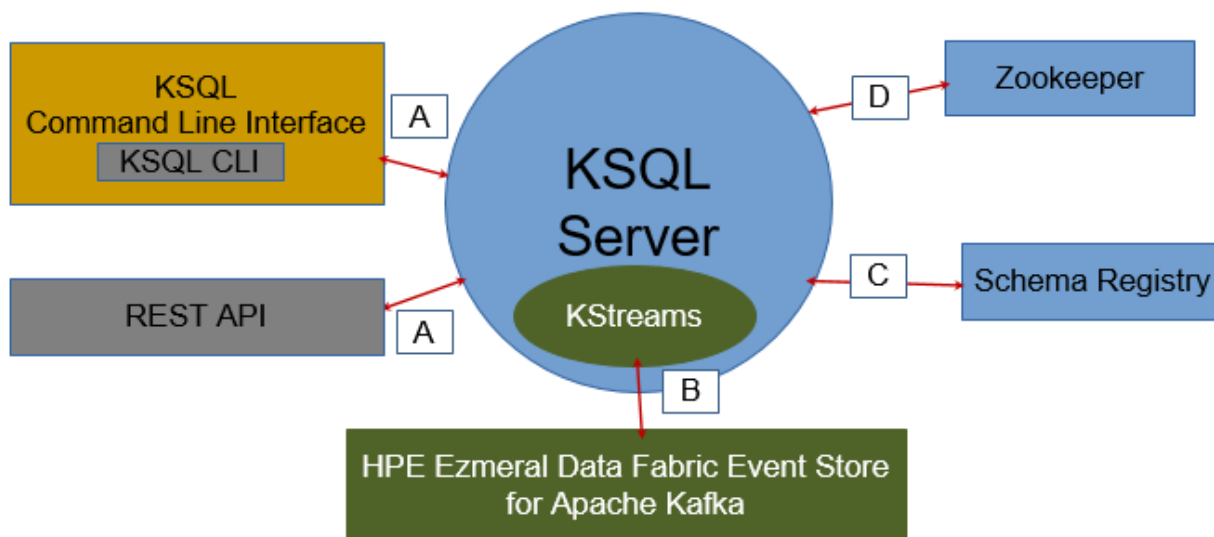 KSQL
Command Line Interface
KSQL CLI
A
REST API
A
KSQL
Server
KStreams
B
HPE Ezmeral Data Fabric Event Store
for Apache Kafka
D
Zookeeper
C
Schema Registry